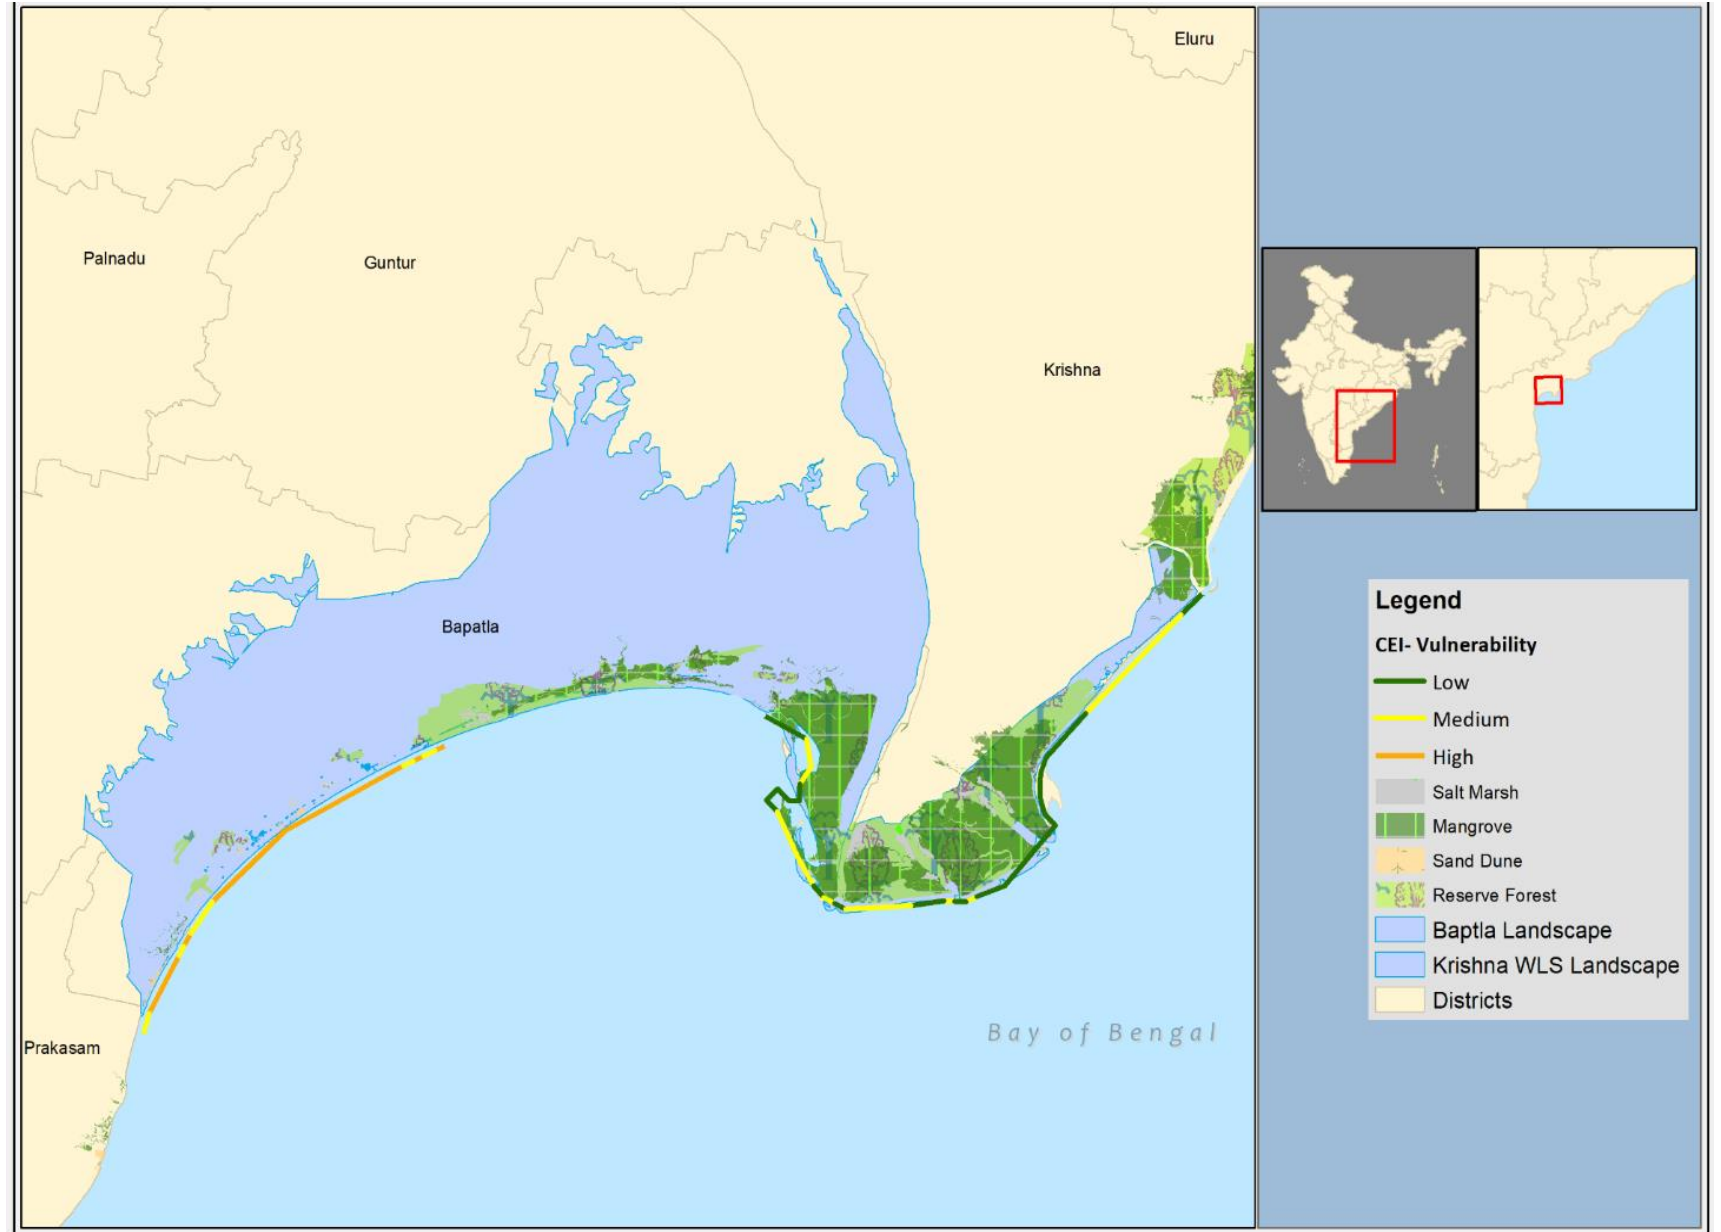 Eluru
Palnadu
Guntur
Krishna
Bapatla
Bay of Bengal
Prakasam
Legend
CEI- Vulnerability
Low
Medium
High
Salt Marsh
Mangrove
Sand Dune
Reserve Forest
Baptla Landscape
Krishna WLS Landscape
Districts